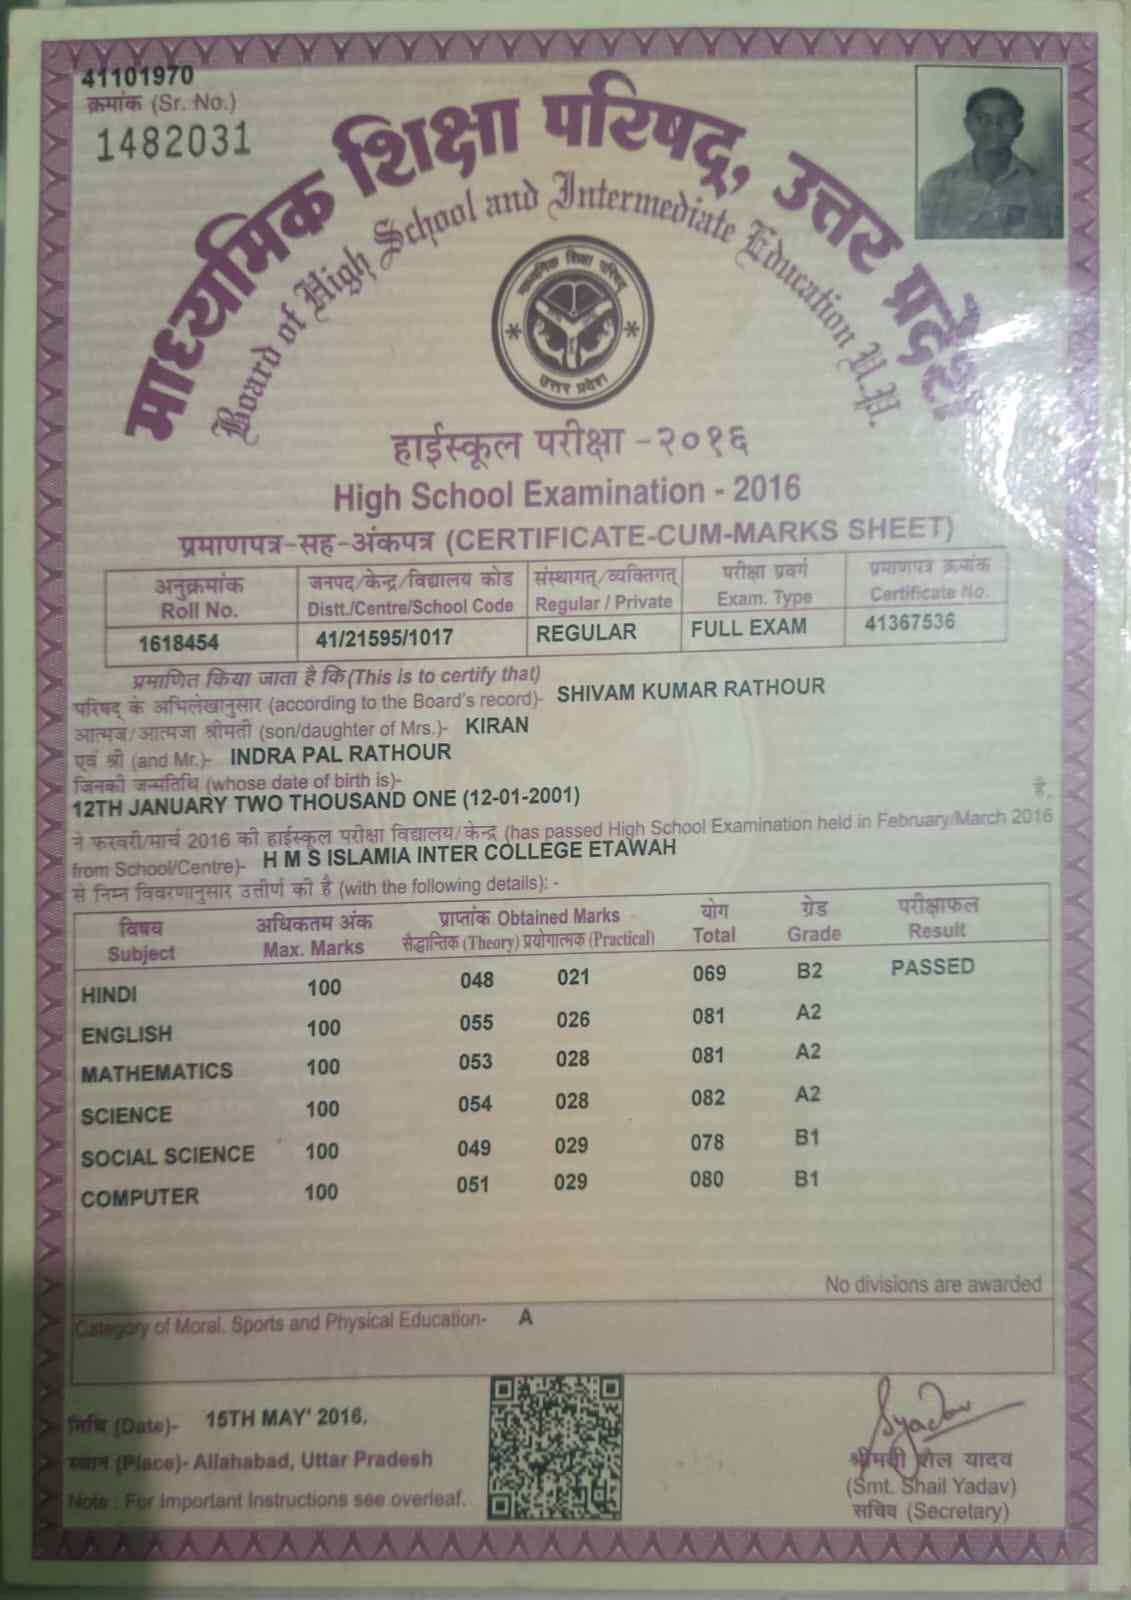 41101970
क्रमांक (Sr. No.)
1482031
माध्यमिक शिक्षा परिषद्, उत्तर प्रदेश
Board of High School and Intermediate Education U.P.
माध्यमिक शिक्षा परिषद्
उत्तर प्रदेश
हाईस्कूल परीक्षा -२०१६
High School Examination - 2016
प्रमाणपत्र-सह-अंकपत्र (CERTIFICATE-CUM-MARKS SHEET)
अनुक्रमांक जनपद/केन्द्र/विद्यालय कोड संस्थागत्/व्यक्तिगत् परीक्षा प्रवर्ग प्रमाणपत्र क्रमांक
Roll No. Distt./Centre/School Code Regular / Private Exam. Type Certificate No.
1618454 41/21595/1017 REGULAR FULL EXAM 41367536
प्रमाणित किया जाता है कि (This is to certify that)
परिषद् के अभिलेखानुसार (according to the Board's record)- SHIVAM KUMAR RATHOUR
आत्मज/आत्मजा श्रीमती (son/daughter of Mrs.)- KIRAN
एवं श्री (and Mr.)- INDRA PAL RATHOUR
जिनकी जन्मतिथि (whose date of birth is)-
12TH JANUARY TWO THOUSAND ONE (12-01-2001) है,
ने फरवरी/मार्च 2016 की हाईस्कूल परीक्षा विद्यालय/केन्द्र (has passed High School Examination held in February/March 2016
from School/Centre)- H M S ISLAMIA INTER COLLEGE ETAWAH
से निम्न विवरणानुसार उत्तीर्ण की है (with the following details): -
विषय अधिकतम अंक प्राप्तांक Obtained Marks योग ग्रेड परीक्षाफल
Subject Max. Marks सैद्धान्तिक (Theory) प्रयोगात्मक (Practical) Total Grade Result
HINDI 100 048 021 069 B2 PASSED
ENGLISH 100 055 026 081 A2
MATHEMATICS 100 053 028 081 A2
SCIENCE 100 054 028 082 A2
SOCIAL SCIENCE 100 049 029 078 B1
COMPUTER 100 051 029 080 B1
No divisions are awarded
Category of Moral, Sports and Physical Education- A
तिथि (Date)- 15TH MAY' 2016.
स्थान (Place)- Allahabad, Uttar Pradesh
Note : For Important Instructions see overleaf.
Syadav
श्रीमती शैल यादव
(Smt. Shail Yadav)
सचिव (Secretary)